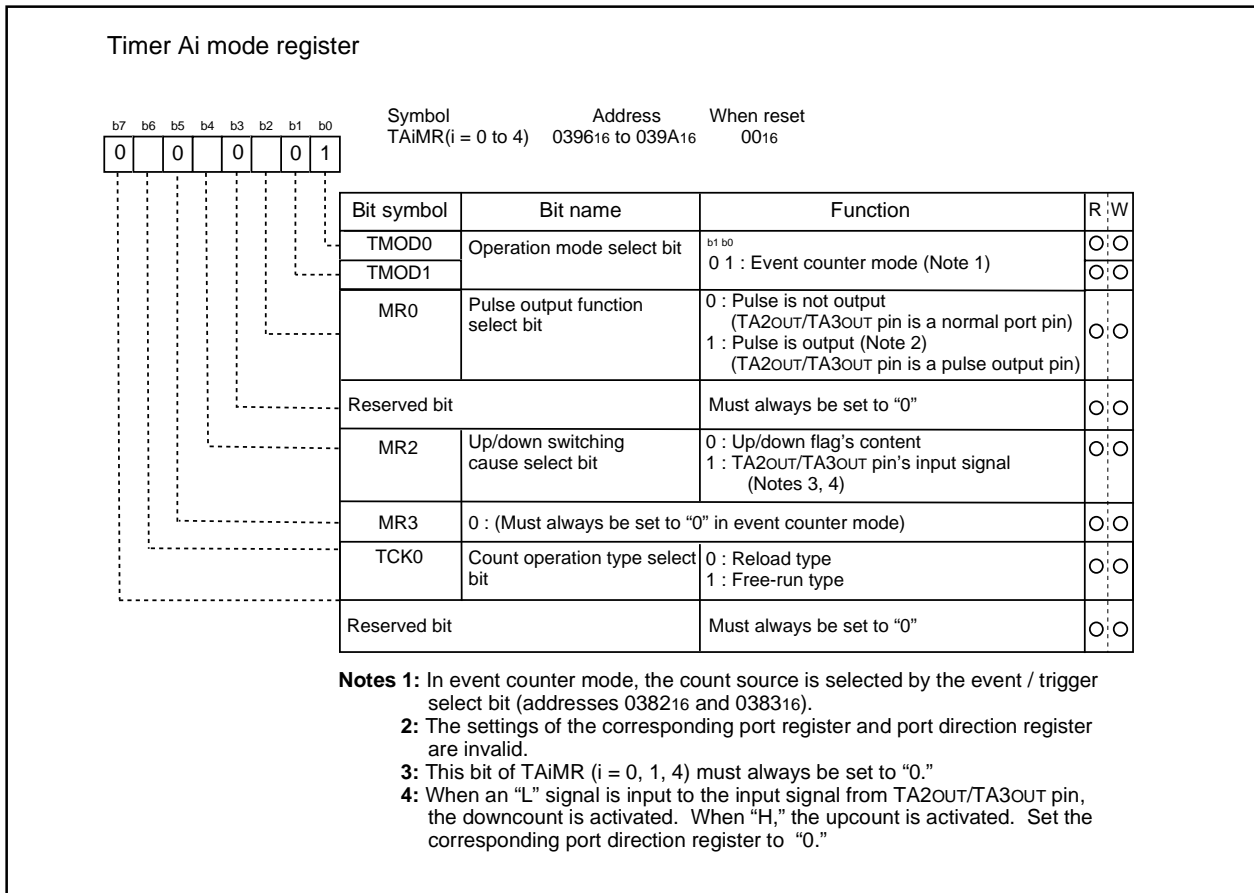 Timer Ai mode register
Symbol Address When reset
TAiMR(i = 0 to 4) 039616 to 039A16 0016
b7 b6 b5 b4 b3 b2 b1 b0
0 0 0 0 1
Bit symbol Bit name Function R W
TMOD0 Operation mode select bit b1 b0
0 1 : Event counter mode (Note 1)
TMOD1
MR0 Pulse output function select bit 0 : Pulse is not output
(TA2OUT/TA3OUT pin is a normal port pin)
1 : Pulse is output (Note 2)
(TA2OUT/TA3OUT pin is a pulse output pin)
Reserved bit Must always be set to “0”
MR2 Up/down switching cause select bit 0 : Up/down flag’s content
1 : TA2OUT/TA3OUT pin’s input signal
(Notes 3, 4)
MR3 0 : (Must always be set to “0” in event counter mode)
TCK0 Count operation type select bit 0 : Reload type
1 : Free-run type
Reserved bit Must always be set to “0”
Notes 1: In event counter mode, the count source is selected by the event / trigger
select bit (addresses 038216 and 038316).
2: The settings of the corresponding port register and port direction register
are invalid.
3: This bit of TAiMR (i = 0, 1, 4) must always be set to “0.”
4: When an “L” signal is input to the input signal from TA2OUT/TA3OUT pin,
the downcount is activated. When “H,” the upcount is activated. Set the
corresponding port direction register to “0.”